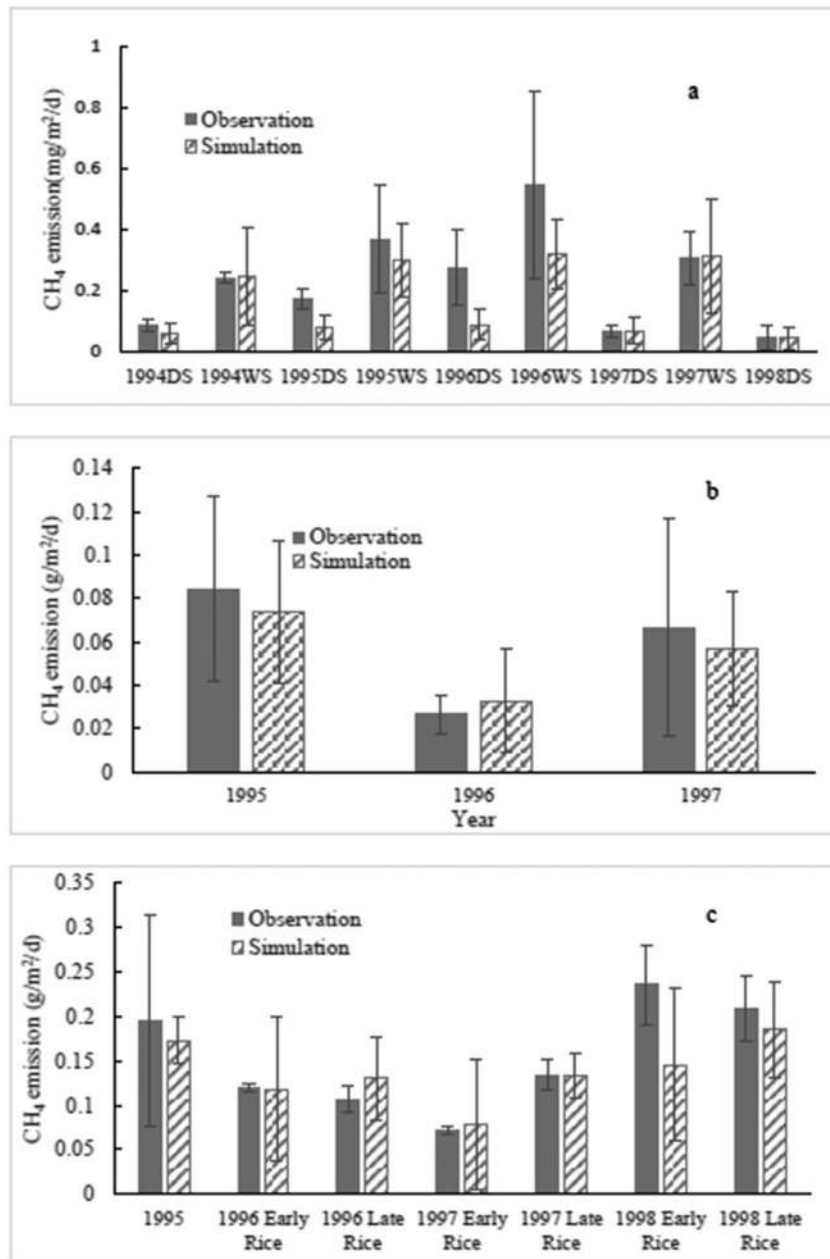 CH₄ emission(mg/m²/d)
1
0.8
0.6
0.4
0.2
0
a
Observation
Simulation
1994DS 1994WS 1995DS 1995WS 1996DS 1996WS 1997DS 1997WS 1998DS
CH₄ emission (g/m²/d)
0.14
0.12
0.1
0.08
0.06
0.04
0.02
0
b
Observation
Simulation
1995 1996 1997
Year
CH₄ emission (g/m²/d)
0.35
0.3
0.25
0.2
0.15
0.1
0.05
0
c
Observation
Simulation
1995 1996 Early 1996 Late 1997 Early 1997 Late 1998 Early 1998 Late
Rice Rice Rice Rice Rice Rice